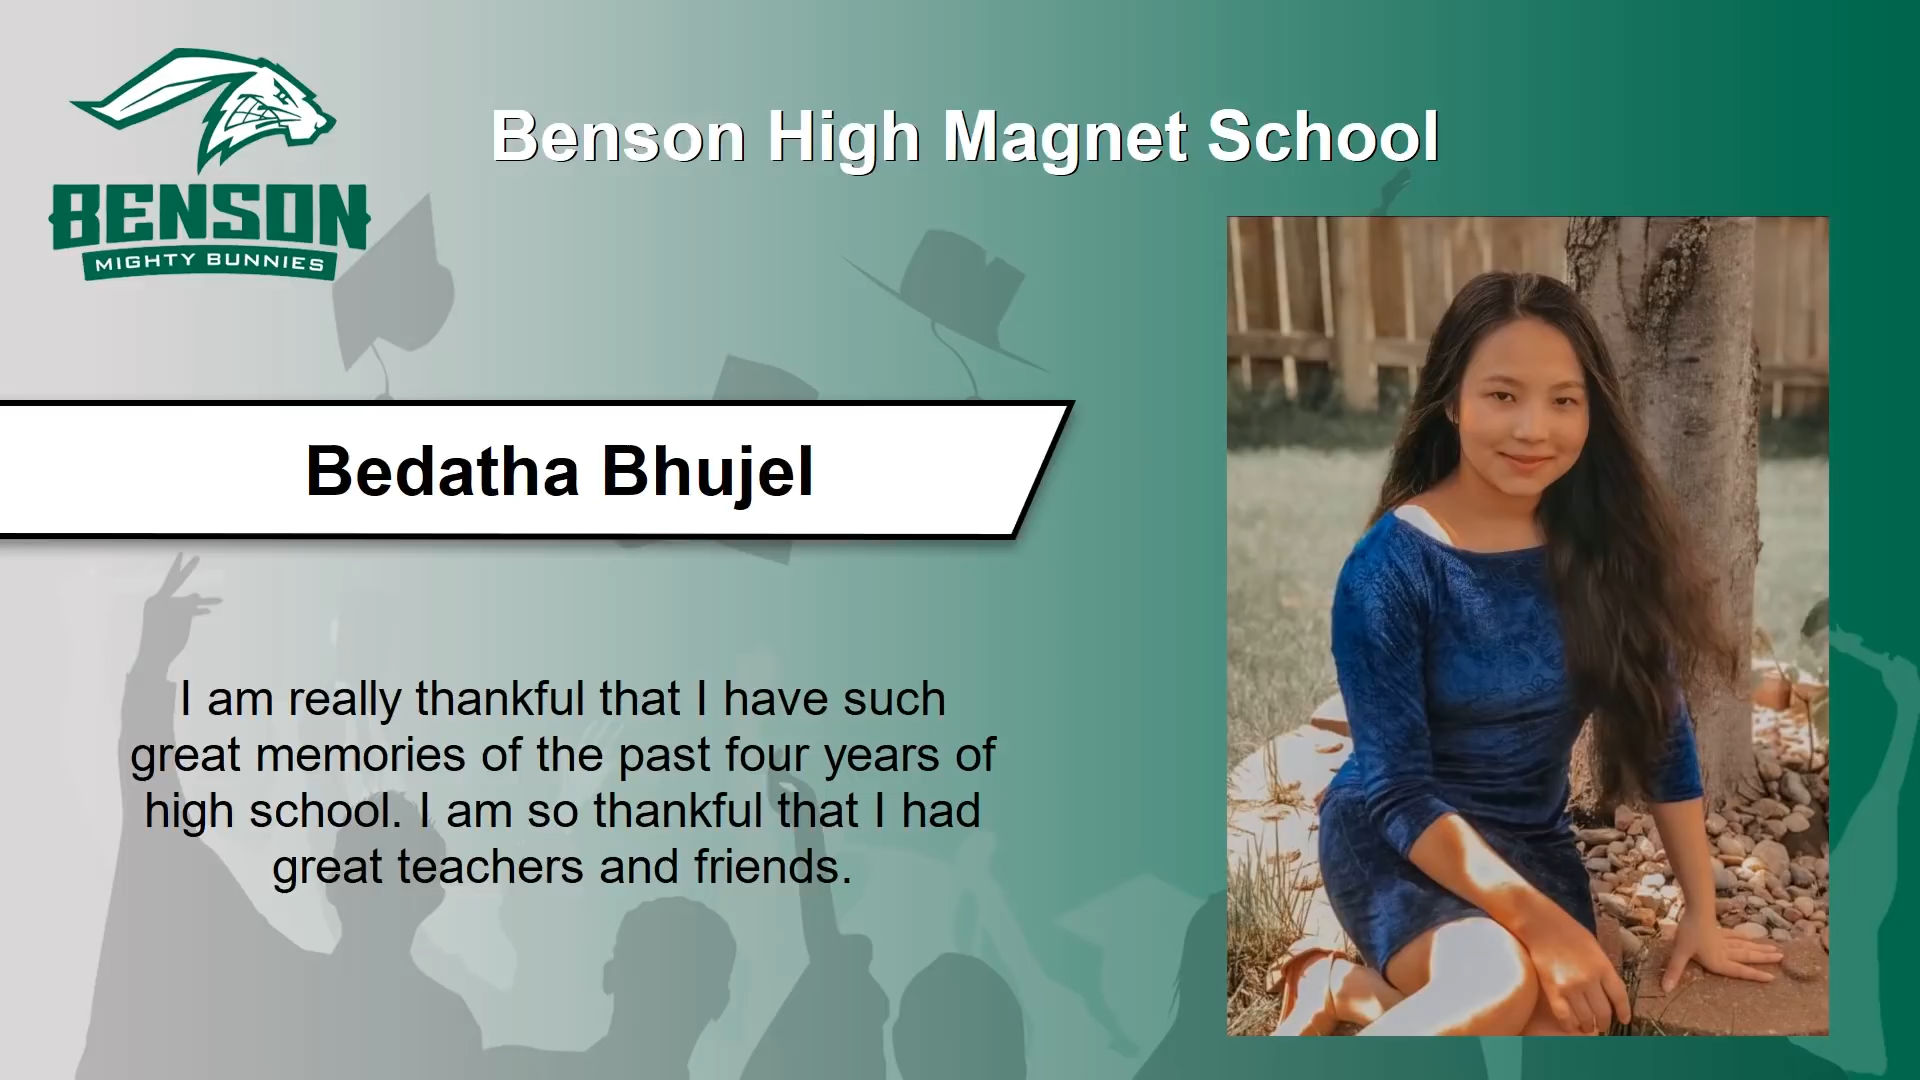 BENSON
MIGHTY BUNNIES
Benson High Magnet School
Bedatha Bhujel
I am really thankful that I have such
great memories of the past four years of
high school. I am so thankful that I had
great teachers and friends.